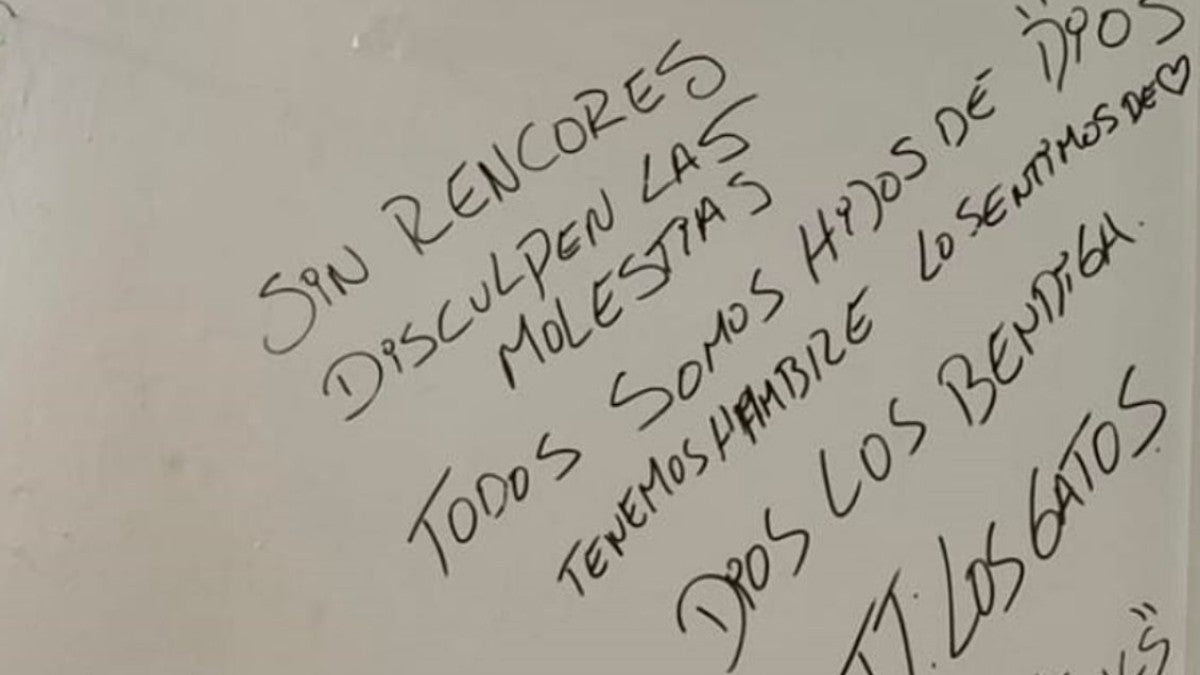 SiN RENCORES
DiSCULPEN LAS
MOLESTiAS
TODOS SOMOS HiJOS DE "DiOS
TENEMOS HAMBRE LO SENTiMOS DE ♡
DiOS LOS BENDiGA.
LOS GATOS.